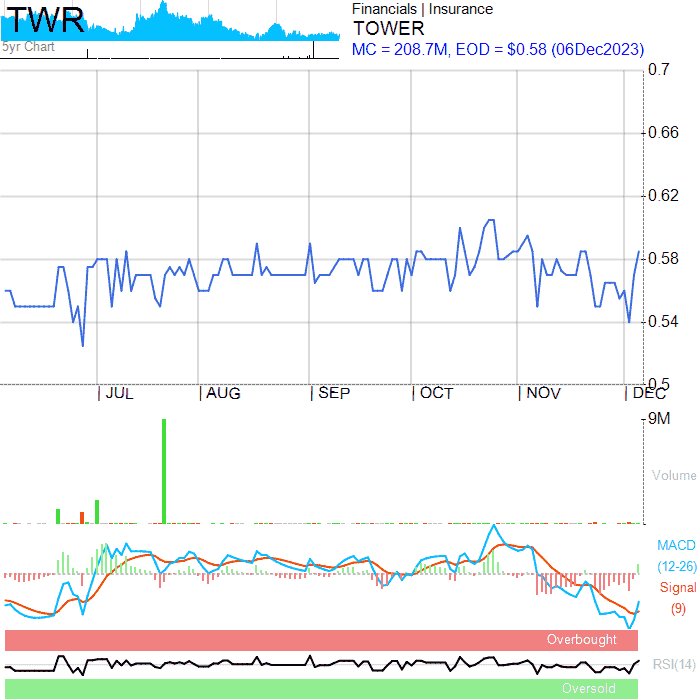 TWR
5yr Chart
Financials | Insurance
TOWER
MC = 208.7M, EOD = $0.58 (06Dec2023)
0.7
0.66
0.62
0.58
0.54
0.5
JUL AUG SEP OCT NOV DEC
9M
Volume
MACD
(12-26)
Signal
(9)
Overbought
RSI(14)
Oversold